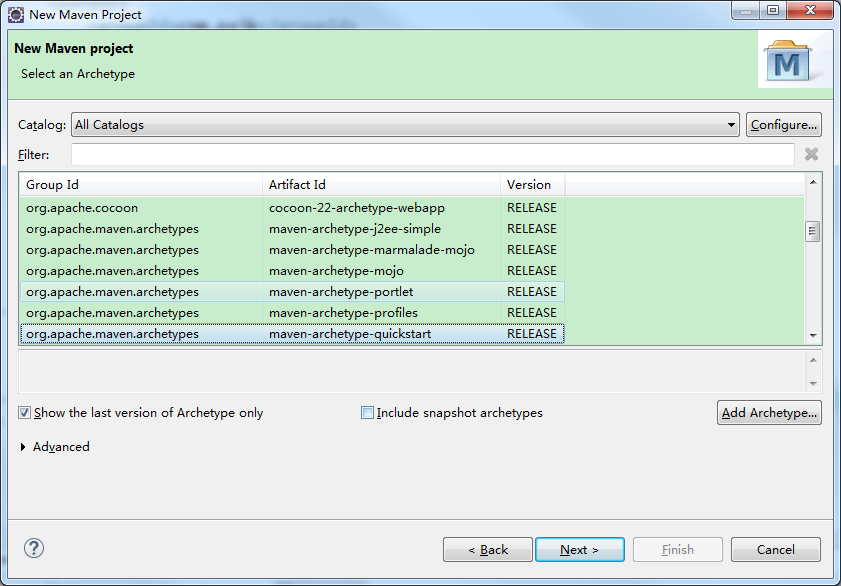 New Maven Project
New Maven project
Select an Archetype
M
Catalog: All Catalogs Configure...
Filter:
Group Id Artifact Id Version
org.apache.cocoon cocoon-22-archetype-webapp RELEASE
org.apache.maven.archetypes maven-archetype-j2ee-simple RELEASE
org.apache.maven.archetypes maven-archetype-marmalade-mojo RELEASE
org.apache.maven.archetypes maven-archetype-mojo RELEASE
org.apache.maven.archetypes maven-archetype-portlet RELEASE
org.apache.maven.archetypes maven-archetype-profiles RELEASE
org.apache.maven.archetypes maven-archetype-quickstart RELEASE
Show the last version of Archetype only Include snapshot archetypes Add Archetype...
Advanced
? < Back Next > Finish Cancel